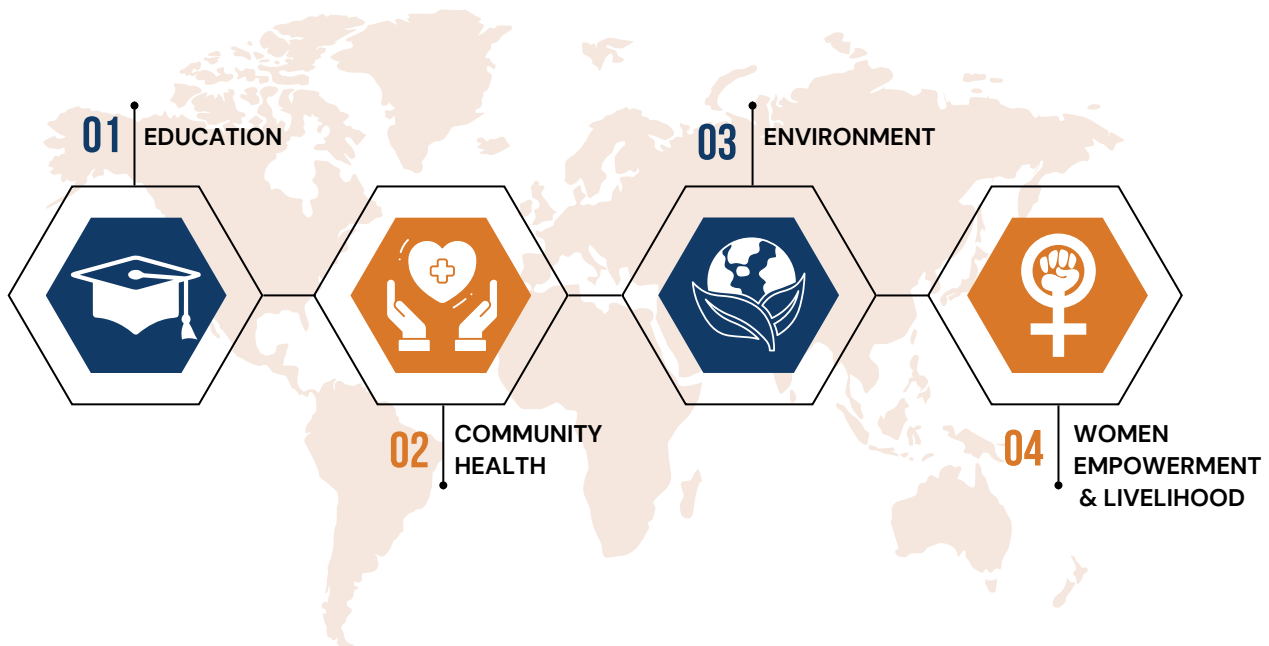 01
EDUCATION
02
COMMUNITY
HEALTH
03
ENVIRONMENT
04
WOMEN
EMPOWERMENT
& LIVELIHOOD